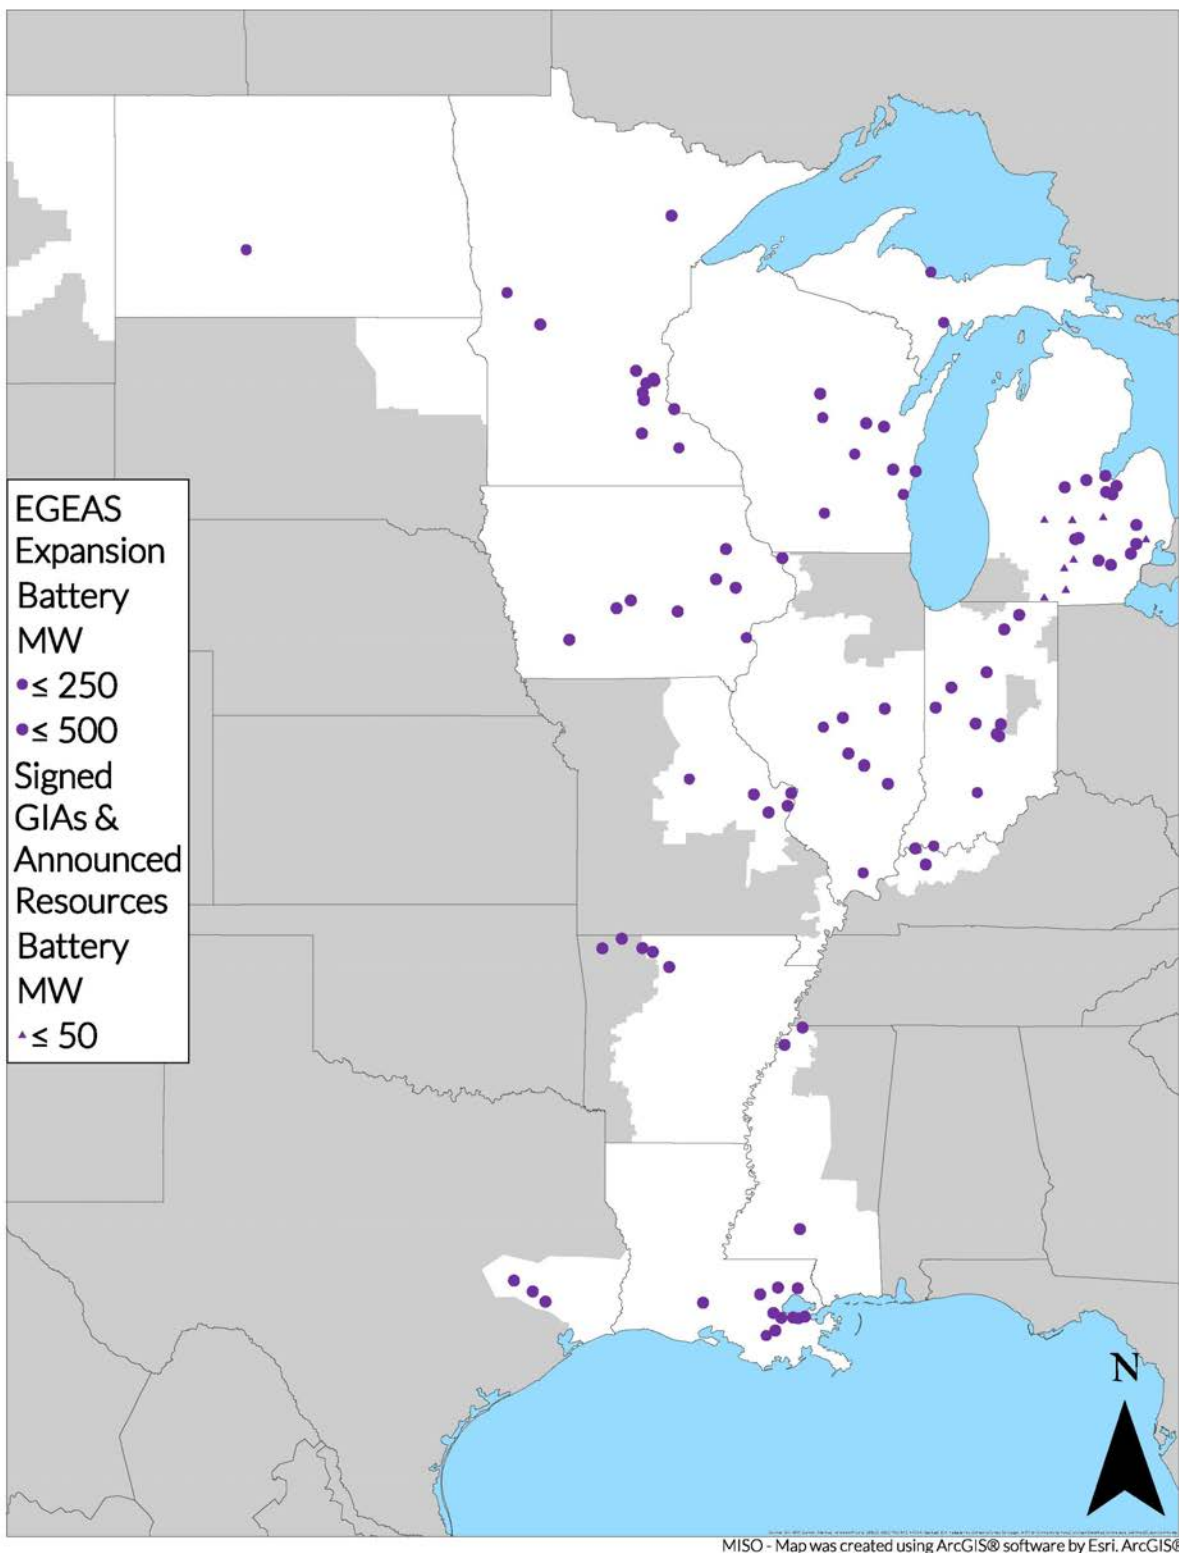 EGEAS
Expansion
Battery
MW
≤ 250
≤ 500
Signed
GIAs &
Announced
Resources
Battery
MW
≤ 50
N
MISO - Map was created using ArcGIS® software by Esri. ArcGIS®